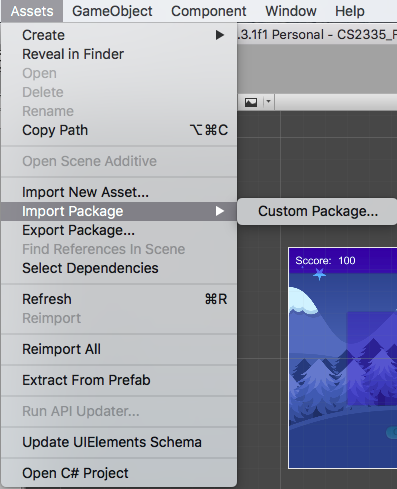 Assets GameObject Component Window Help
.3.1f1 Personal - CS2335_F
Create
Reveal in Finder
Open
Delete
Rename
Copy Path ⌥⌘C
Open Scene Additive
Import New Asset...
Import Package Custom Package...
Export Package...
Find References In Scene
Select Dependencies
Sccore: 100
Refresh ⌘R
Reimport
Reimport All
Extract From Prefab
Run API Updater...
Update UIElements Schema
Open C# Project